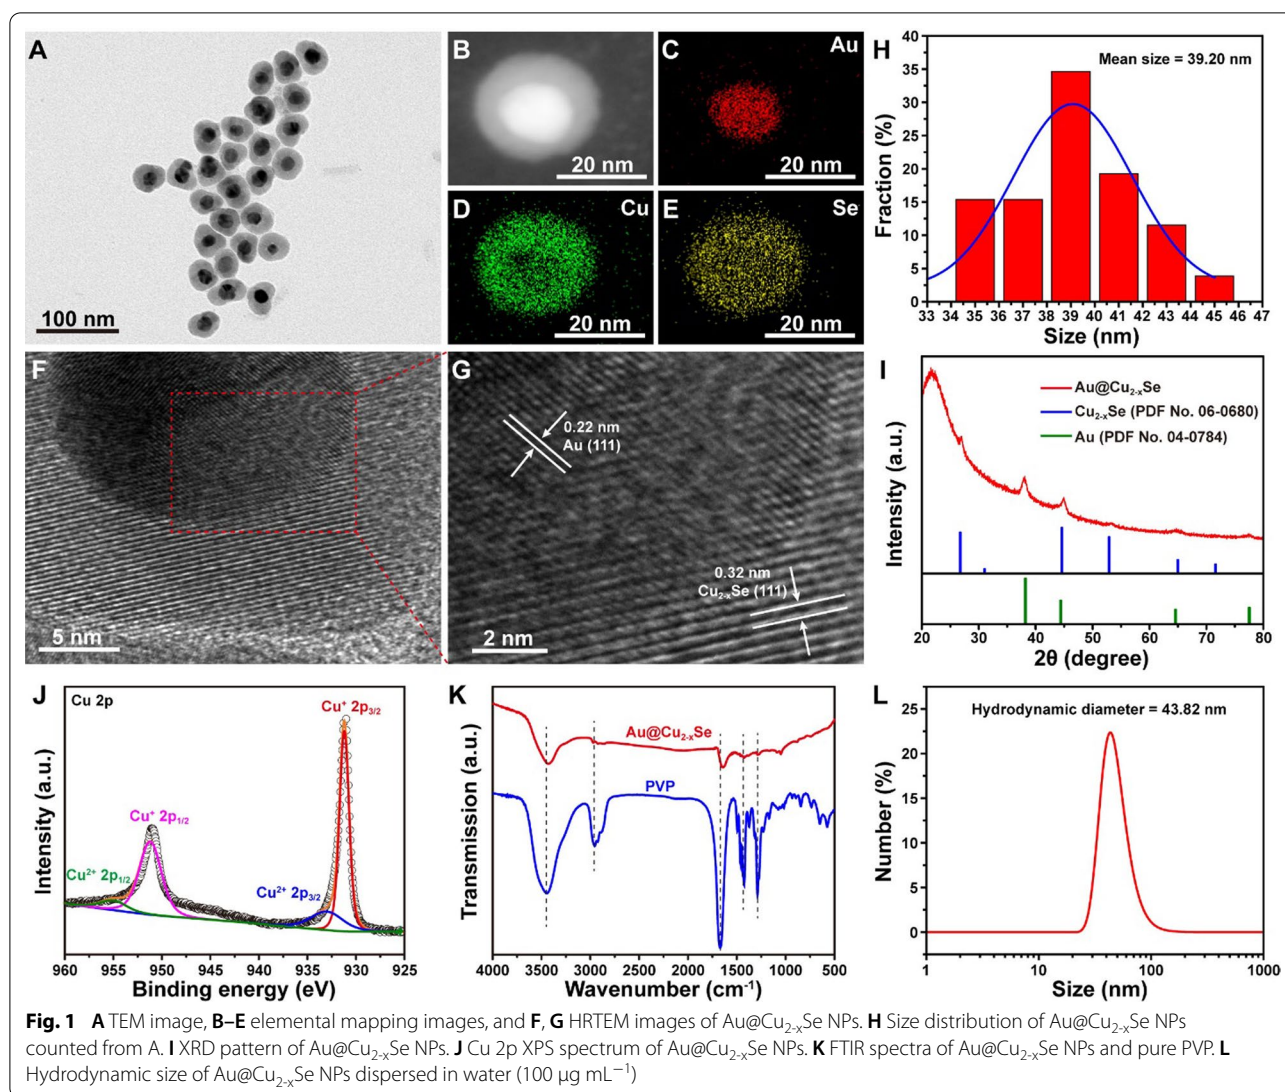 A
100 nm
B
20 nm
C
Au
20 nm
D
Cu
20 nm
E
Se
20 nm
H
Mean size = 39.20 nm
Fraction (%)
40
35
30
25
20
15
10
5
0
33 34 35 36 37 38 39 40 41 42 43 44 45 46 47
Size (nm)
F
5 nm
G
0.22 nm
Au (111)
0.32 nm
Cu₂₋ₓSe (111)
2 nm
I
Au@Cu₂₋ₓSe
Cu₂₋ₓSe (PDF No. 06-0680)
Au (PDF No. 04-0784)
Intensity (a.u.)
20 30 40 50 60 70 80
2θ (degree)
J
Cu 2p
Cu⁺ 2p3/2
Cu⁺ 2p1/2
Cu²⁺ 2p1/2
Cu²⁺ 2p3/2
Intensity (a.u.)
960 955 950 945 940 935 930 925
Binding energy (eV)
K
Au@Cu₂₋ₓSe
PVP
Transmission (a.u.)
4000 3500 3000 2500 2000 1500 1000 500
Wavenumber (cm⁻¹)
L
Hydrodynamic diameter = 43.82 nm
Number (%)
25
20
15
10
5
0
1 10 100 1000
Size (nm)
Fig. 1 A TEM image, B–E elemental mapping images, and F, G HRTEM images of Au@Cu₂₋ₓSe NPs. H Size distribution of Au@Cu₂₋ₓSe NPs
counted from A. I XRD pattern of Au@Cu₂₋ₓSe NPs. J Cu 2p XPS spectrum of Au@Cu₂₋ₓSe NPs. K FTIR spectra of Au@Cu₂₋ₓSe NPs and pure PVP. L
Hydrodynamic size of Au@Cu₂₋ₓSe NPs dispersed in water (100 μg mL⁻¹)